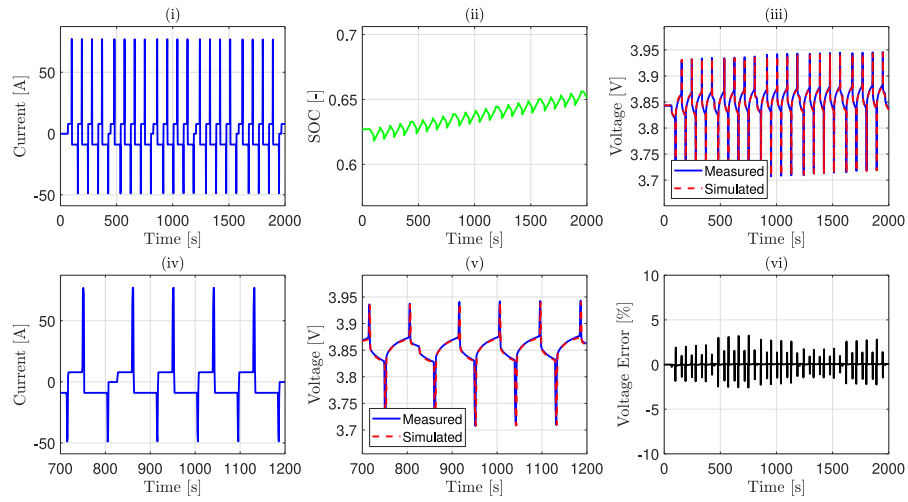 (i)
50
0
-50
Current [A]
0 500 1000 1500 2000
Time [s]
(ii)
0.7
0.65
0.6
SOC [-]
0 500 1000 1500 2000
Time [s]
(iii)
3.95
3.9
3.85
3.8
3.75
3.7
Voltage [V]
Measured
Simulated
0 500 1000 1500 2000
Time [s]
(iv)
50
0
-50
Current [A]
700 800 900 1000 1100 1200
Time [s]
(v)
3.95
3.9
3.85
3.8
3.75
3.7
Voltage [V]
Measured
Simulated
700 800 900 1000 1100 1200
Time [s]
(vi)
10
5
0
-5
-10
Voltage Error [%]
0 500 1000 1500 2000
Time [s]